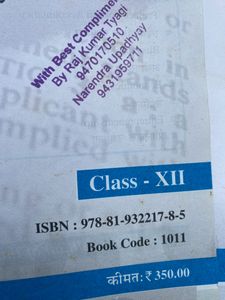 With Best Complimen
By Raj Kumar Tyagi
9470170510
Narendra Upadhyay
9431959711
Class - XII
ISBN : 978-81-932217-8-5
Book Code : 1011
कीमत: ₹ 350.00